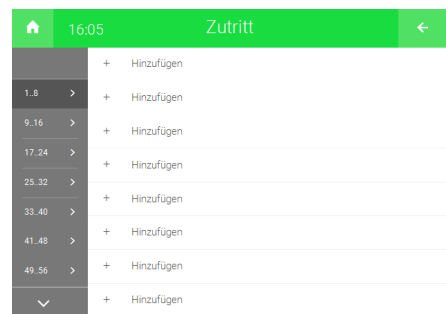 16:05 Zutritt
+ Hinzufügen
1..8 + Hinzufügen
9..16 + Hinzufügen
17..24 + Hinzufügen
25..32 + Hinzufügen
33..40 + Hinzufügen
41..48 + Hinzufügen
49..56 + Hinzufügen